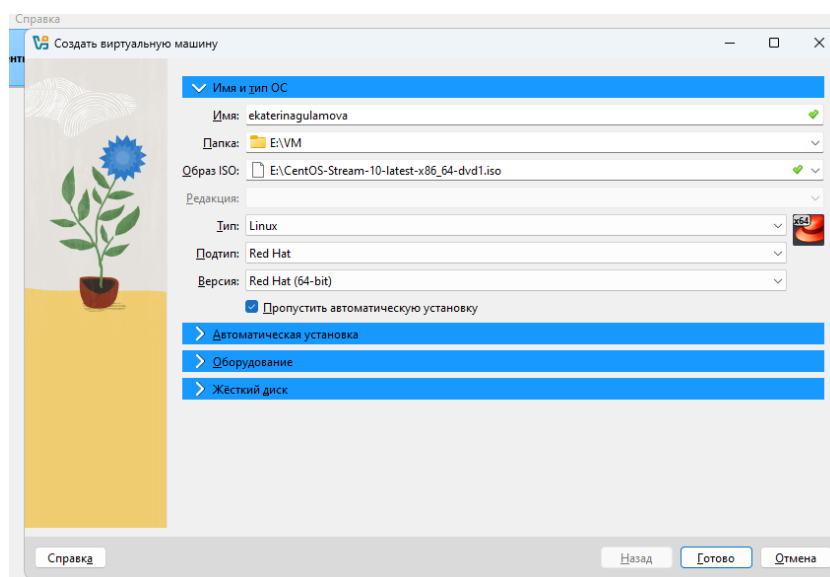 Справка
Создать виртуальную машину
Имя и тип ОС
Имя: ekaterinagulamova
Папка: E:\VM
Образ ISO: E:\CentOS-Stream-10-latest-x86_64-dvd1.iso
Редакция:
Тип: Linux
x64
Подтип: Red Hat
Версия: Red Hat (64-bit)
Пропустить автоматическую установку
Автоматическая установка
Оборудование
Жёсткий диск
Справка Назад Готово Отмена